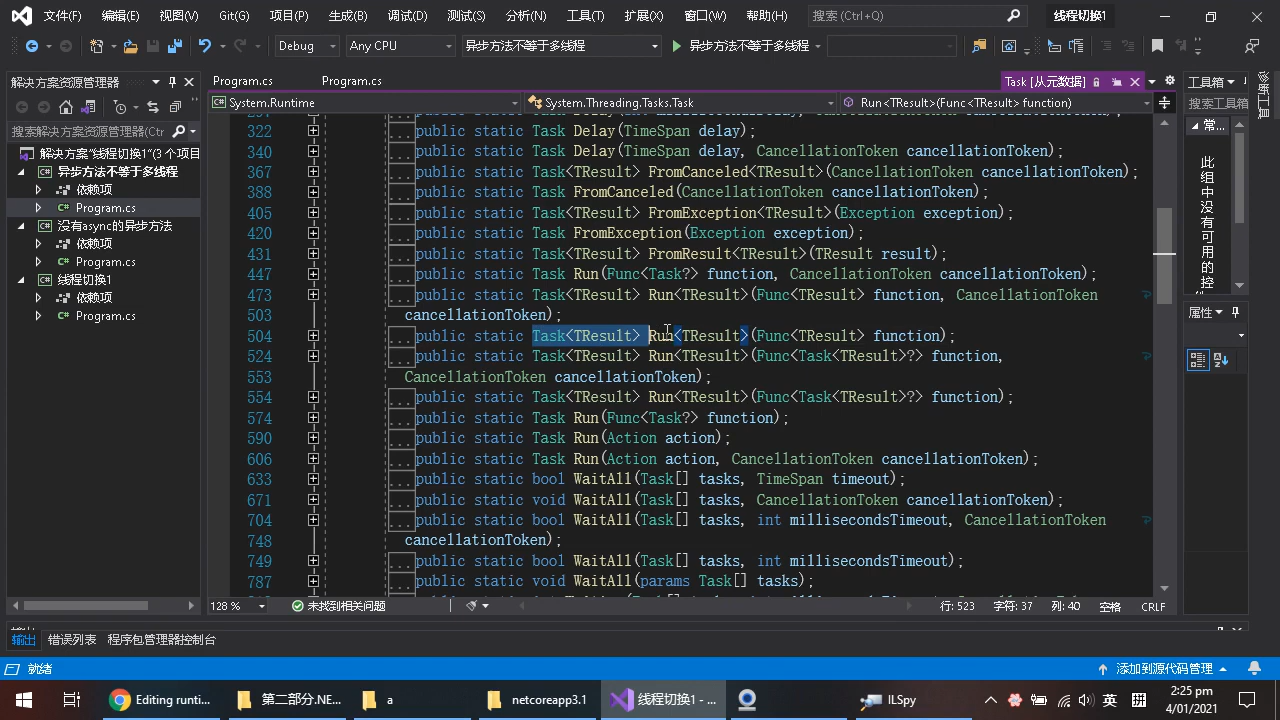 文件(F) 编辑(E) 视图(V) Git(G) 项目(P) 生成(B) 调试(D) 测试(S) 分析(N) 工具(T) 扩展(X) 窗口(W) 帮助(H) 搜索 (Ctrl+Q) 线程切换1
Debug Any CPU 异步方法不等于多线程 异步方法不等于多线程
解决方案资源管理器 Program.cs Program.cs Task [从元数据] 工具箱
System.Runtime System.Threading.Tasks.Task Run<TResult>(Func<TResult> function) 搜索工具箱
搜索解决方案资源管理器(Ctr
解决方案"线程切换1"(3 个项目
异步方法不等于多线程
依赖项
Program.cs
没有async的异步方法
依赖项
Program.cs
线程切换1
依赖项
Program.cs
322 ... public static Task Delay(TimeSpan delay);
340 ... public static Task Delay(TimeSpan delay, CancellationToken cancellationToken);
367 ... public static Task<TResult> FromCanceled<TResult>(CancellationToken cancellationToken);
388 ... public static Task FromCanceled(CancellationToken cancellationToken);
405 ... public static Task<TResult> FromException<TResult>(Exception exception);
420 ... public static Task FromException(Exception exception);
431 ... public static Task<TResult> FromResult<TResult>(TResult result);
447 ... public static Task Run(Func<Task?> function, CancellationToken cancellationToken);
473 ... public static Task<TResult> Run<TResult>(Func<TResult> function, CancellationToken
503 cancellationToken);
504 ... public static Task<TResult> Run<TResult>(Func<TResult> function);
524 ... public static Task<TResult> Run<TResult>(Func<Task<TResult>?> function,
553 CancellationToken cancellationToken);
554 ... public static Task<TResult> Run<TResult>(Func<Task<TResult>?> function);
574 ... public static Task Run(Func<Task?> function);
590 ... public static Task Run(Action action);
606 ... public static Task Run(Action action, CancellationToken cancellationToken);
633 ... public static bool WaitAll(Task[] tasks, TimeSpan timeout);
671 ... public static void WaitAll(Task[] tasks, CancellationToken cancellationToken);
704 ... public static bool WaitAll(Task[] tasks, int millisecondsTimeout, CancellationToken
747 cancellationToken);
749 ... public static bool WaitAll(Task[] tasks, int millisecondsTimeout);
787 ... public static void WaitAll(params Task[] tasks);
常...
此
组
中
没
有
可
用
的
控
属性
128 % 未找到相关问题 行: 523 字符: 37 列: 40 空格 CRLF
输出 错误列表 程序包管理器控制台
就绪 添加到源代码管理
Editing runti... 第二部分.NE... a netcoreapp3.1 线程切换1 - ... ILSpy 英 拼 2:25 pm
4/01/2021